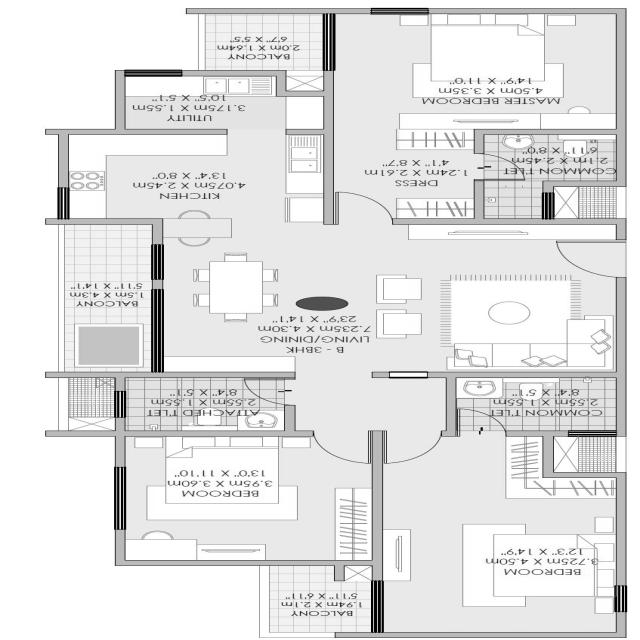 BALCONY
1.94m X 2.1m
5'11" X 6'11"
BEDROOM
3.725m X 4.50m
12'3" X 14'9"
BEDROOM
3.95m X 3.60m
13'0" X 11'10"
COMMON T'LET
2.55m X 1.55m
8'4" X 5'1"
ATTACHED T'LET
2.55m X 1.55m
8'4" X 5'1"
B - 3BHK
LIVING/DINING
7.235m X 4.30m
23'9" X 14'1"
BALCONY
1.5m X 4.3m
5'11" X 14'1"
DRESS
1.24m X 2.61m
4'1" X 8'7"
KITCHEN
4.075m X 2.45m
13'4" X 8'0"
COMMON T'LET
2.1m X 2.45m
6'11" X 8'0"
UTILITY
3.175m X 1.55m
10'5" X 5'1"
MASTER BEDROOM
4.50m X 3.35m
14'9" X 11'0"
BALCONY
2.0m X 1.64m
6'7" X 5'5"